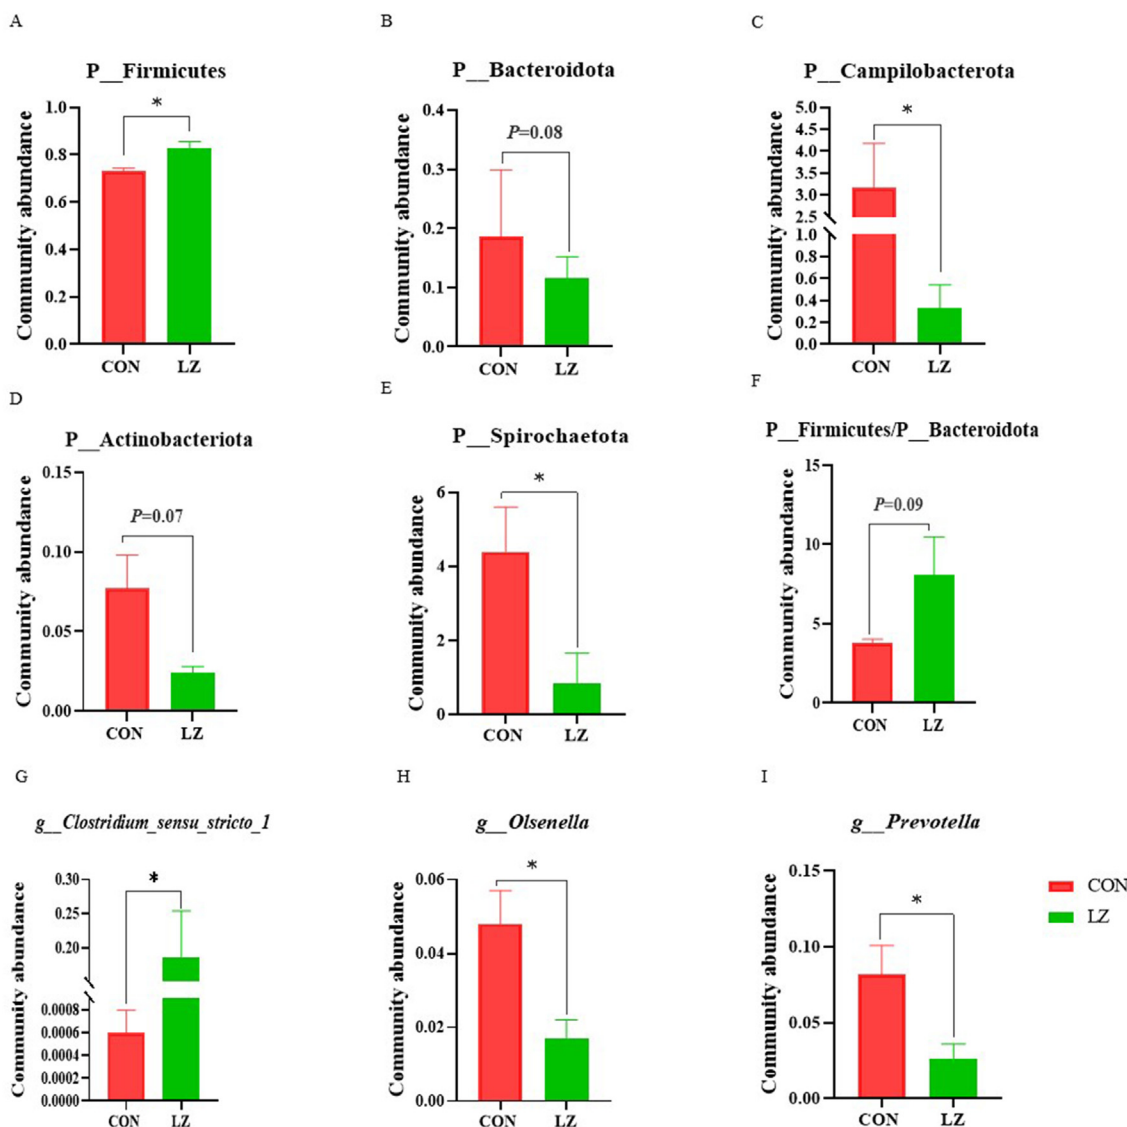 A
P__Firmicutes
Community abundance
1.0
0.8
0.6
0.4
0.2
0.0
*
CON LZ
B
P__Bacteroidota
Community abundance
0.4
0.3
0.2
0.1
0.0
P=0.08
CON LZ
C
P__Campilobacterota
Community abundance
5.0
4.5
4.0
3.5
3.0
2.5
1.0
0.8
0.6
0.4
0.2
0.0
*
CON LZ
D
P__Actinobacteriota
Community abundance
0.15
0.10
0.05
0.00
P=0.07
CON LZ
E
P__Spirochaetota
Community abundance
6
4
2
0
*
CON LZ
F
P__Firmicutes/P__Bacteroidota
Community abundance
15
10
5
0
P=0.09
CON LZ
G
g__Clostridium_sensu_stricto_1
Community abundance
0.30
0.25
0.20
0.0008
0.0006
0.0004
0.0002
0.0000
*
CON LZ
H
g__Olsenella
Community abundance
0.06
0.04
0.02
0.00
*
CON LZ
I
g__Prevotella
Community abundance
0.15
0.10
0.05
0.00
*
CON LZ
CON
LZ